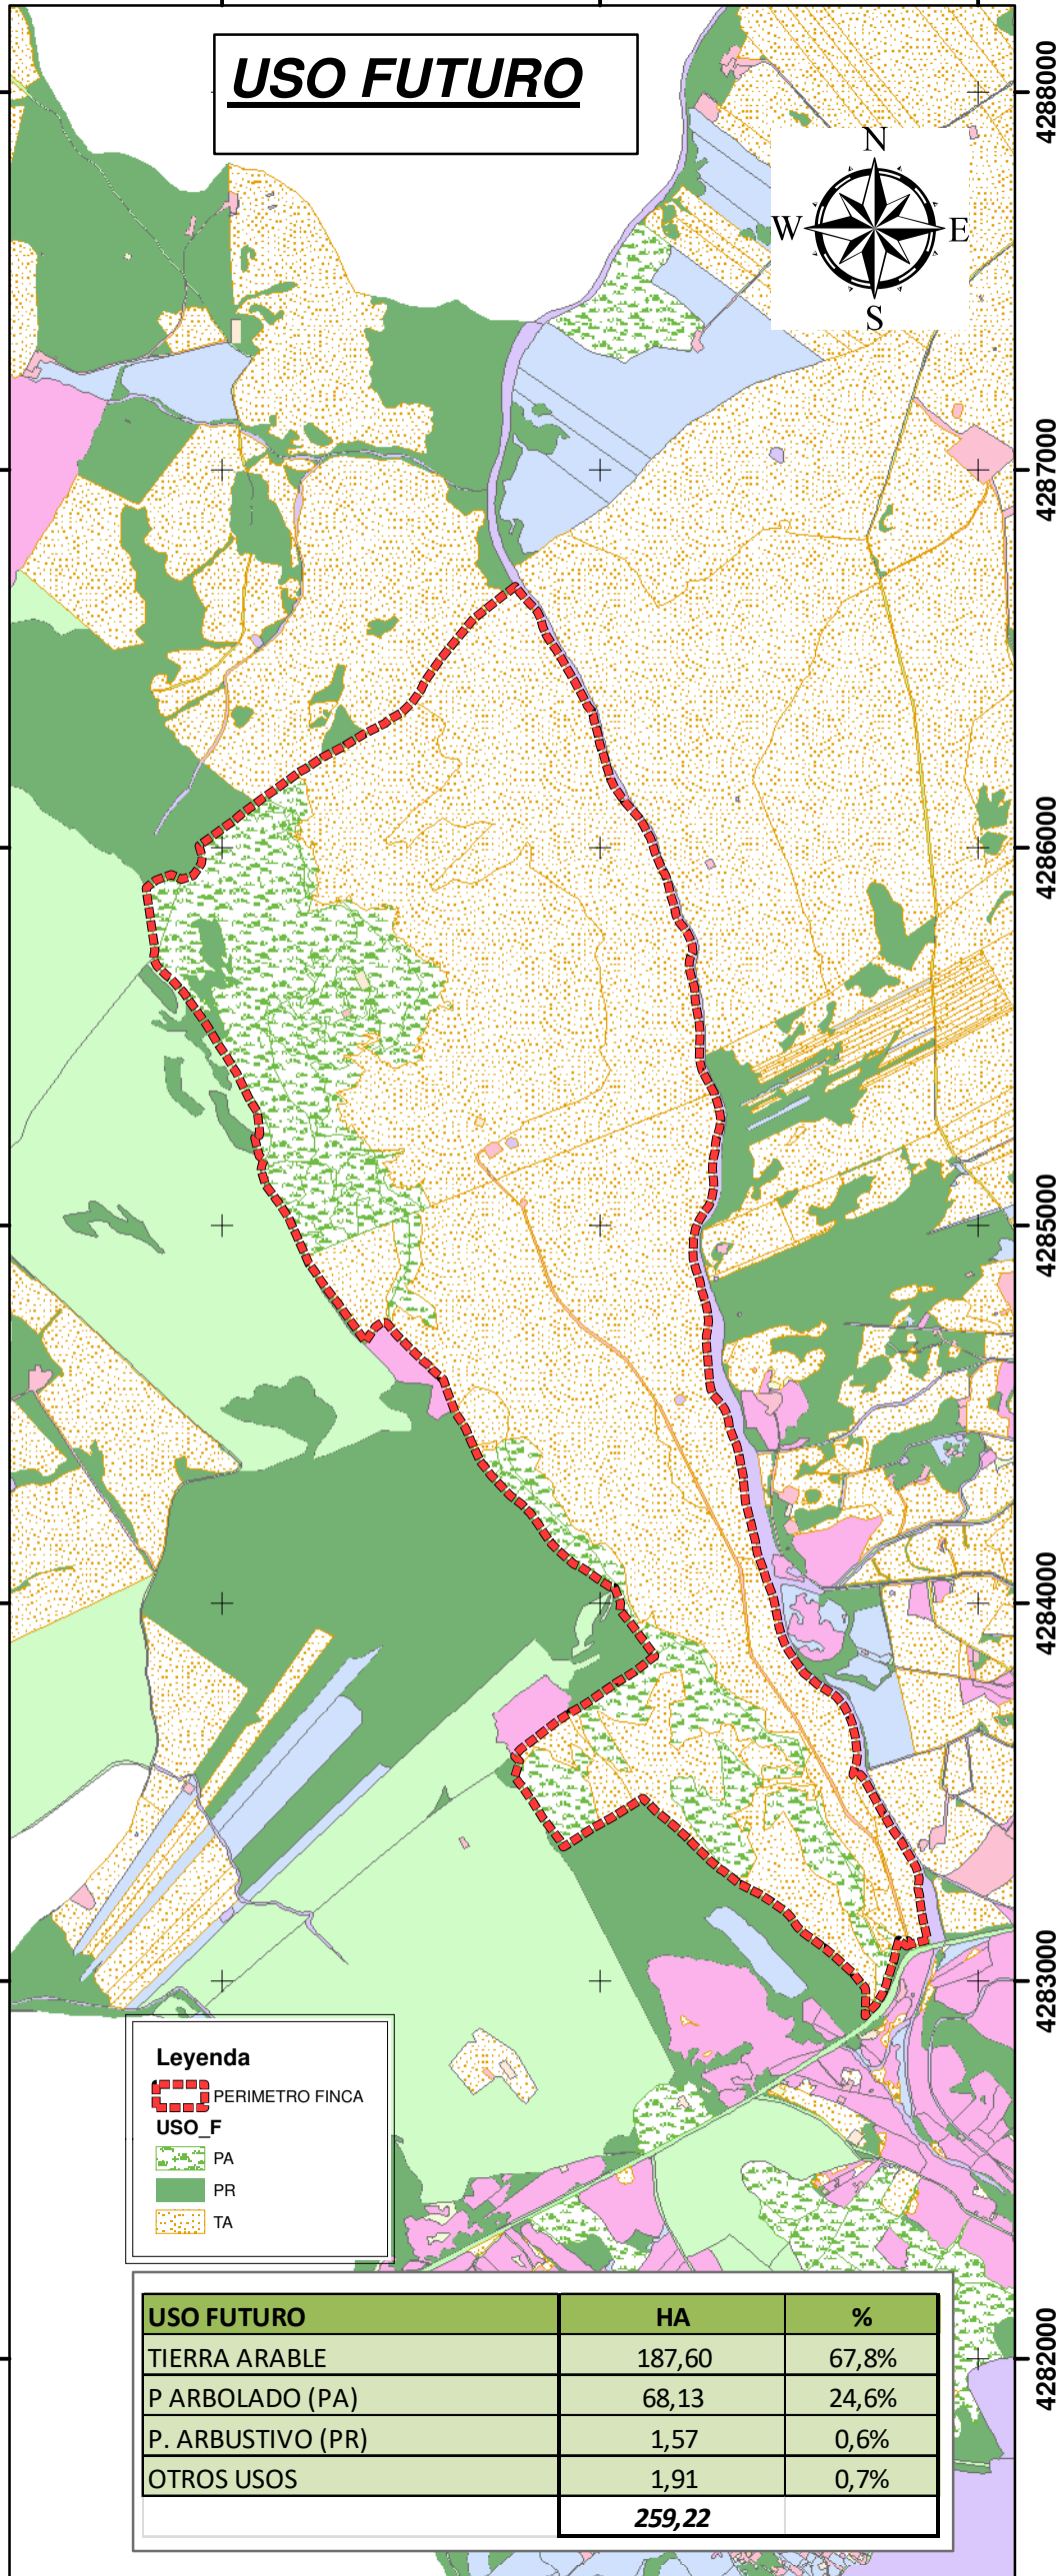 USO FUTURO
N
W E
S
4288000
4287000
4286000
4285000
4284000
4283000
4282000
Leyenda
PERIMETRO FINCA
USO_F
PA
PR
TA
USO FUTURO HA %
TIERRA ARABLE 187,60 67,8%
P ARBOLADO (PA) 68,13 24,6%
P. ARBUSTIVO (PR) 1,57 0,6%
OTROS USOS 1,91 0,7%
259,22